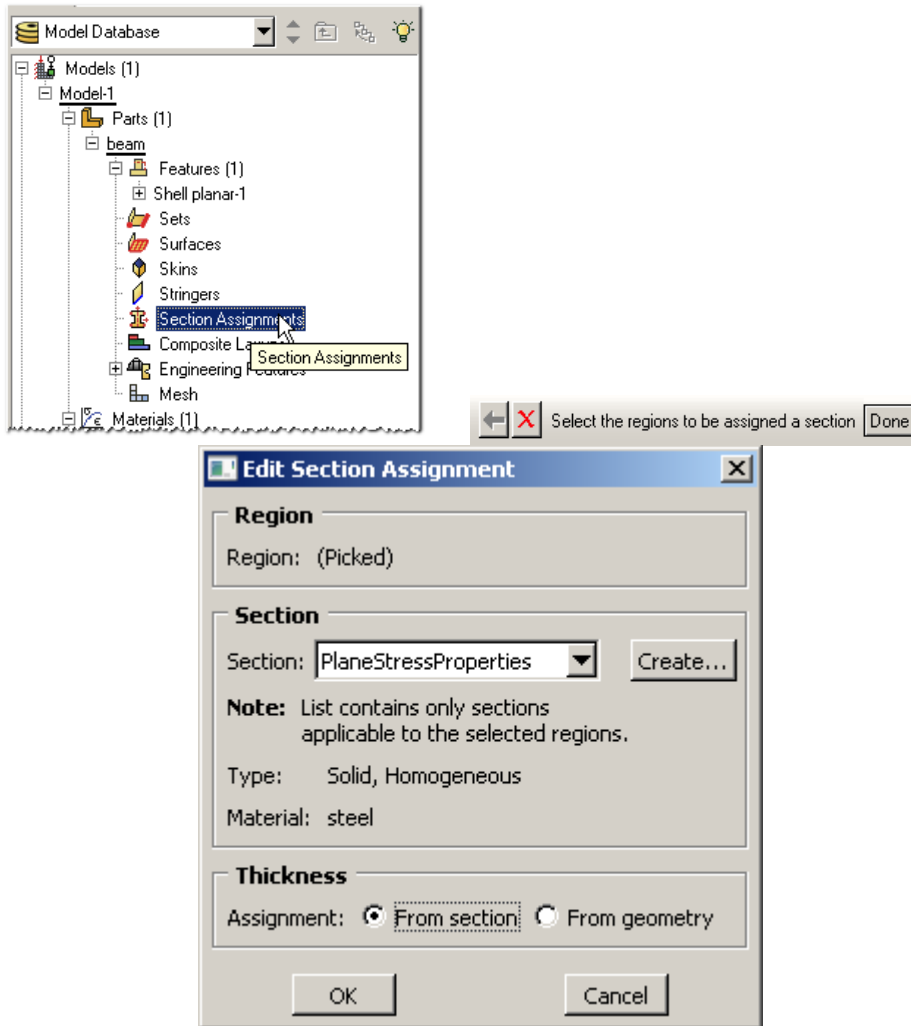 Model Database
Models (1)
Model-1
Parts (1)
beam
Features (1)
Shell planar-1
Sets
Surfaces
Skins
Stringers
Section Assignments
Composite
Section Assignments
Engineering
Mesh
Materials (1)
Select the regions to be assigned a section Done
Edit Section Assignment
Region
Region: (Picked)
Section
Section: PlaneStressProperties Create...
Note: List contains only sections
applicable to the selected regions.
Type: Solid, Homogeneous
Material: steel
Thickness
Assignment: From section From geometry
OK Cancel